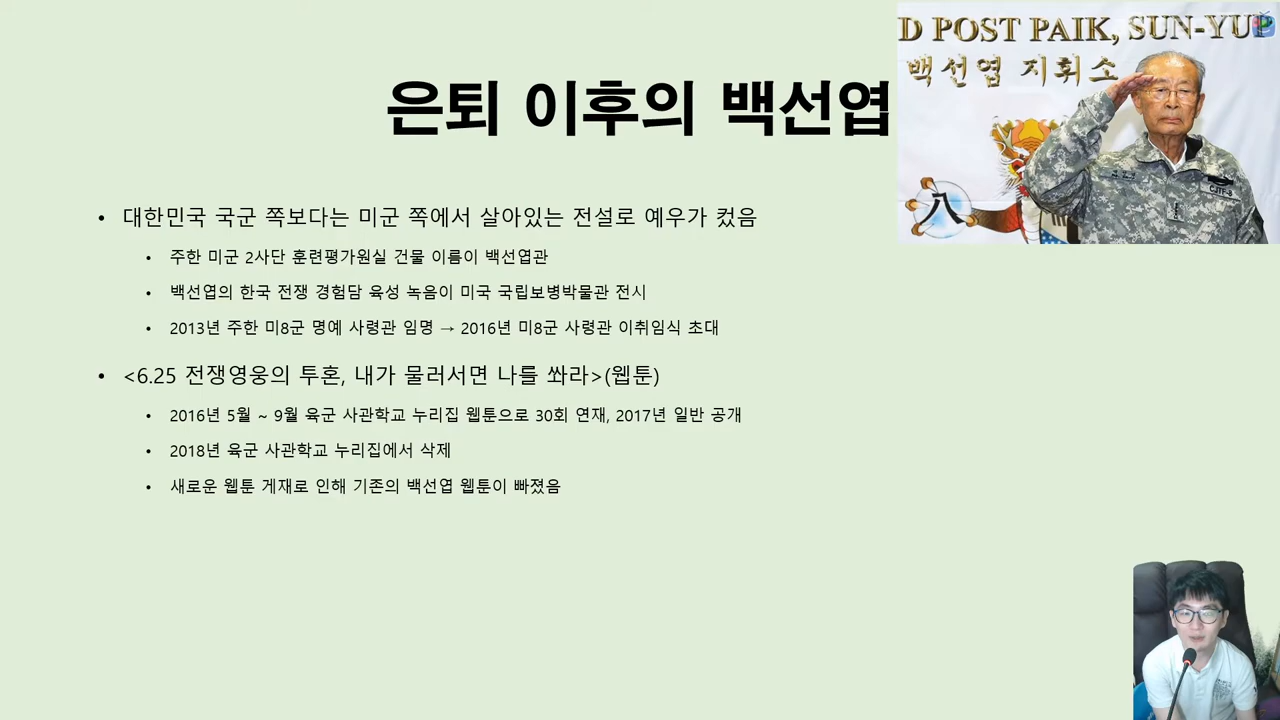 D POST PAIK, SUN-YUP
백선엽 지휘소
八
은퇴 이후의 백선엽
• 대한민국 국군 쪽보다는 미군 쪽에서 살아있는 전설로 예우가 컸음
• 주한 미군 2사단 훈련평가원실 건물 이름이 백선엽관
• 백선엽의 한국 전쟁 경험담 육성 녹음이 미국 국립보병박물관 전시
• 2013년 주한 미8군 명예 사령관 임명 → 2016년 미8군 사령관 이취임식 초대
• <6.25 전쟁영웅의 투혼, 내가 물러서면 나를 쏴라>(웹툰)
• 2016년 5월 ~ 9월 육군 사관학교 누리집 웹툰으로 30회 연재, 2017년 일반 공개
• 2018년 육군 사관학교 누리집에서 삭제
• 새로운 웹툰 게재로 인해 기존의 백선엽 웹툰이 빠졌음